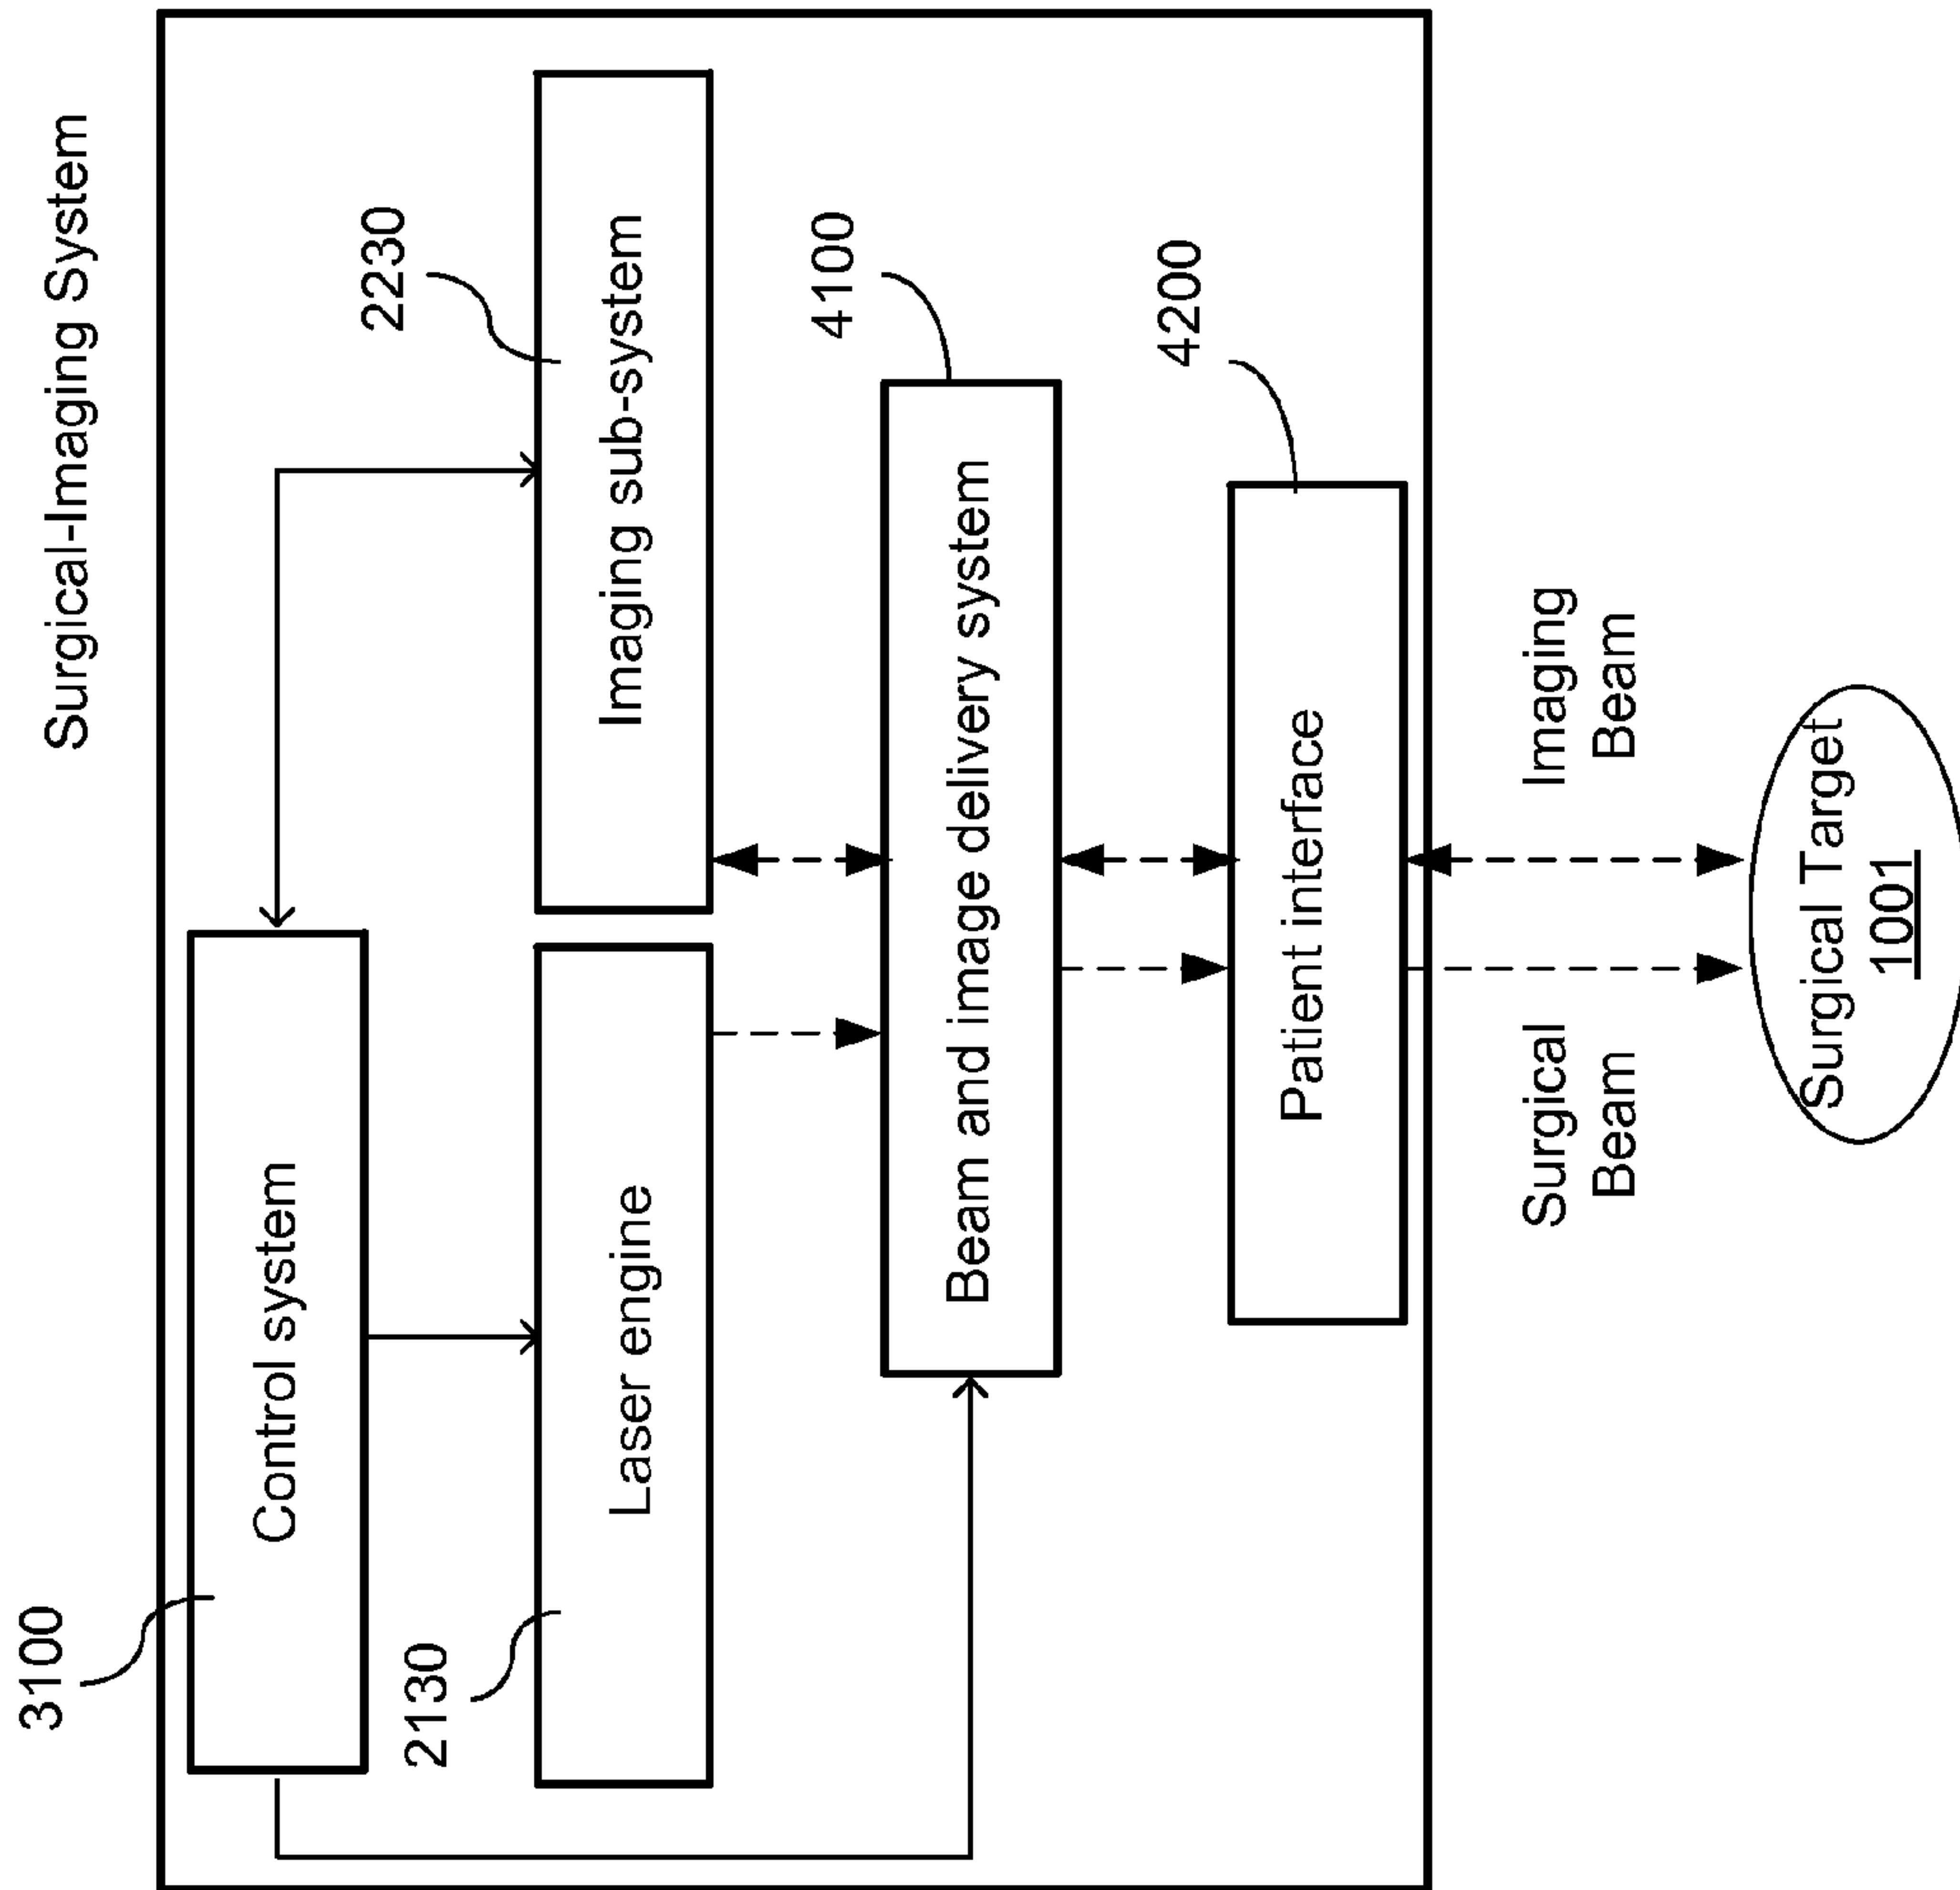 Surgical-Imaging System
3100
Control system
2130
Laser engine
2230
Imaging sub-system
4100
Beam and image delivery system
4200
Patient interface
Surgical
Beam
Imaging
Beam
Surgical Target
1001